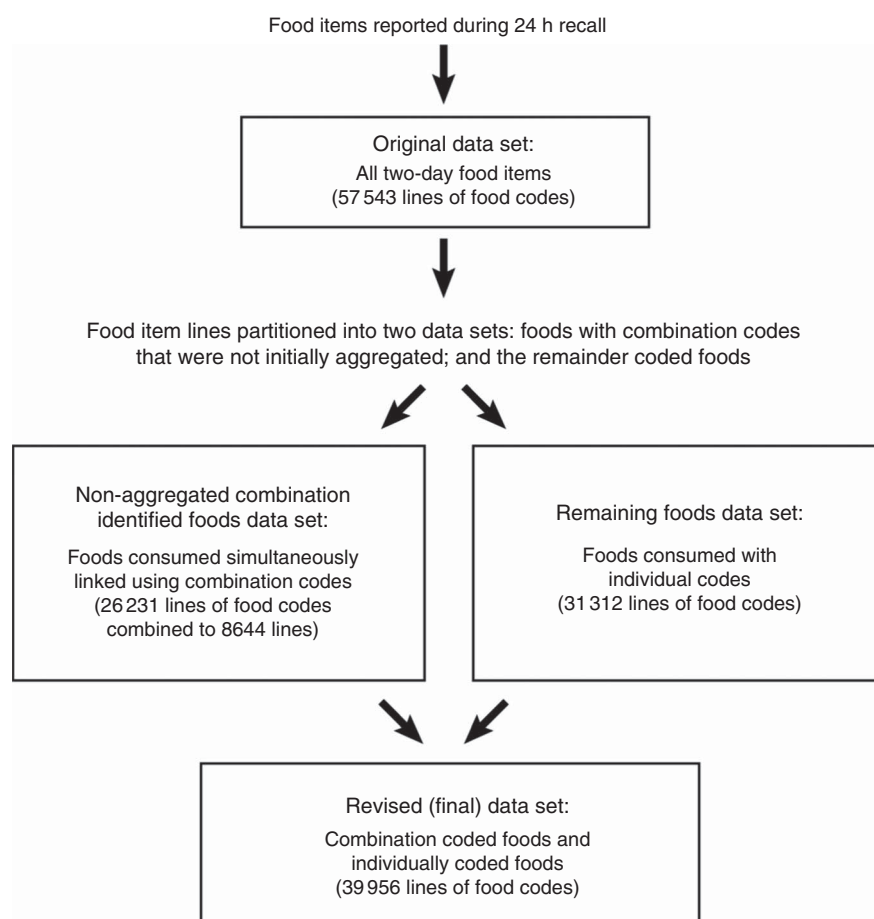 Food items reported during 24 h recall
Original data set:
All two-day food items
(57 543 lines of food codes)
Food item lines partitioned into two data sets: foods with combination codes
that were not initially aggregated; and the remainder coded foods
Non-aggregated combination
identified foods data set:
Foods consumed simultaneously
linked using combination codes
(26 231 lines of food codes
combined to 8644 lines)
Remaining foods data set:
Foods consumed with
individual codes
(31 312 lines of food codes)
Revised (final) data set:
Combination coded foods and
individually coded foods
(39 956 lines of food codes)